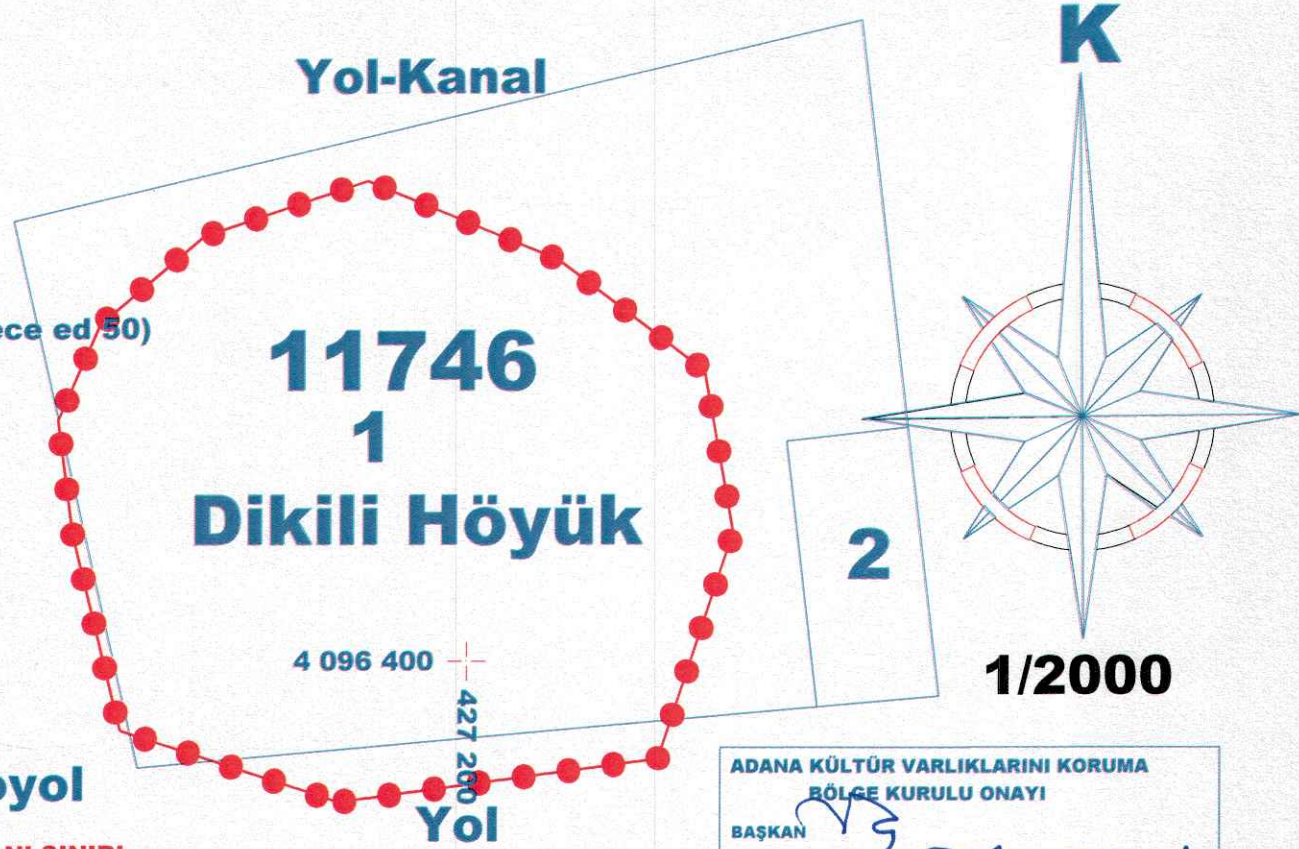 K
Yol-Kanal
ece ed 50)
11746
1
Dikili Höyük
2
4 096 400
427 200
1/2000
Yol
ADANA KÜLTÜR VARLIKLARINI KORUMA
BÖLGE KURULU ONAYI
BAŞKAN